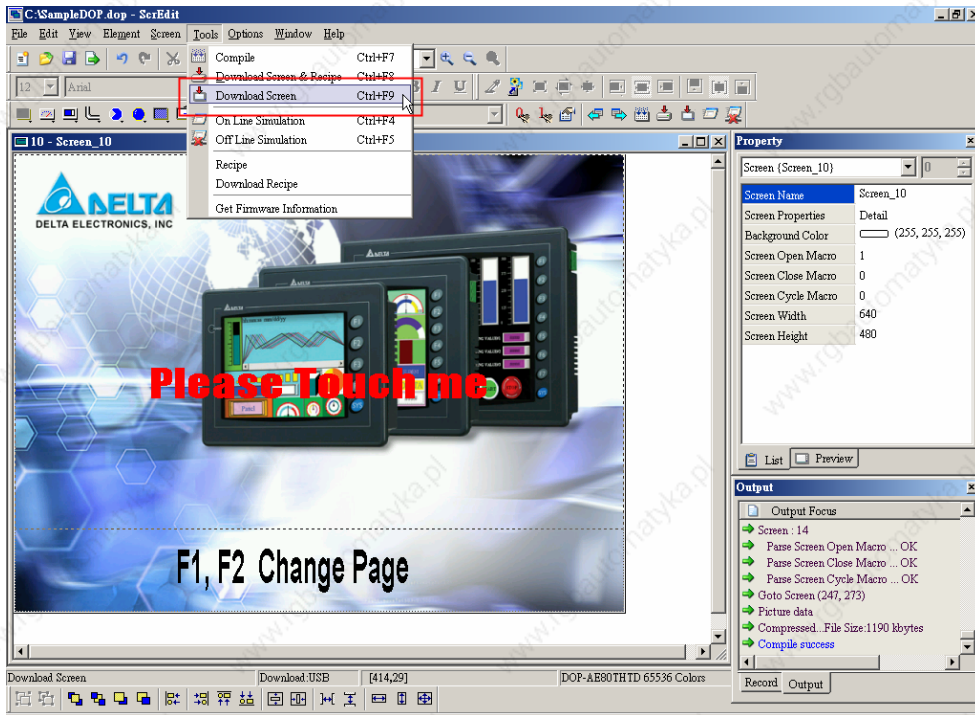 C:\SampleDOP.dop - ScrEdit
File Edit View Element Screen Tools Options Window Help
Compile Ctrl+F7
Download Screen & Recipe Ctrl+F8
Download Screen Ctrl+F9
On Line Simulation Ctrl+F4
Off Line Simulation Ctrl+F5
Recipe
Download Recipe
Get Firmware Information
12 Arial
B I U
10 - Screen_10
DELTA
DELTA ELECTRONICS, INC
Please Touch me
F1, F2 Change Page
Property
Screen {Screen_10} 0
Screen Name Screen_10
Screen Properties Detail
Background Color (255, 255, 255)
Screen Open Macro 1
Screen Close Macro 0
Screen Cycle Macro 0
Screen Width 640
Screen Height 480
List Preview
Output
Output Focus
Screen : 14
Parse Screen Open Macro ... OK
Parse Screen Close Macro ... OK
Parse Screen Cycle Macro ... OK
Goto Screen (247, 273)
Picture data
Compressed...File Size:1190 kbytes
Compile success
Record Output
Download Screen Download:USB [414,29] DOP-AE80THTD 65536 Colors
www.rgbautomatyka.pl